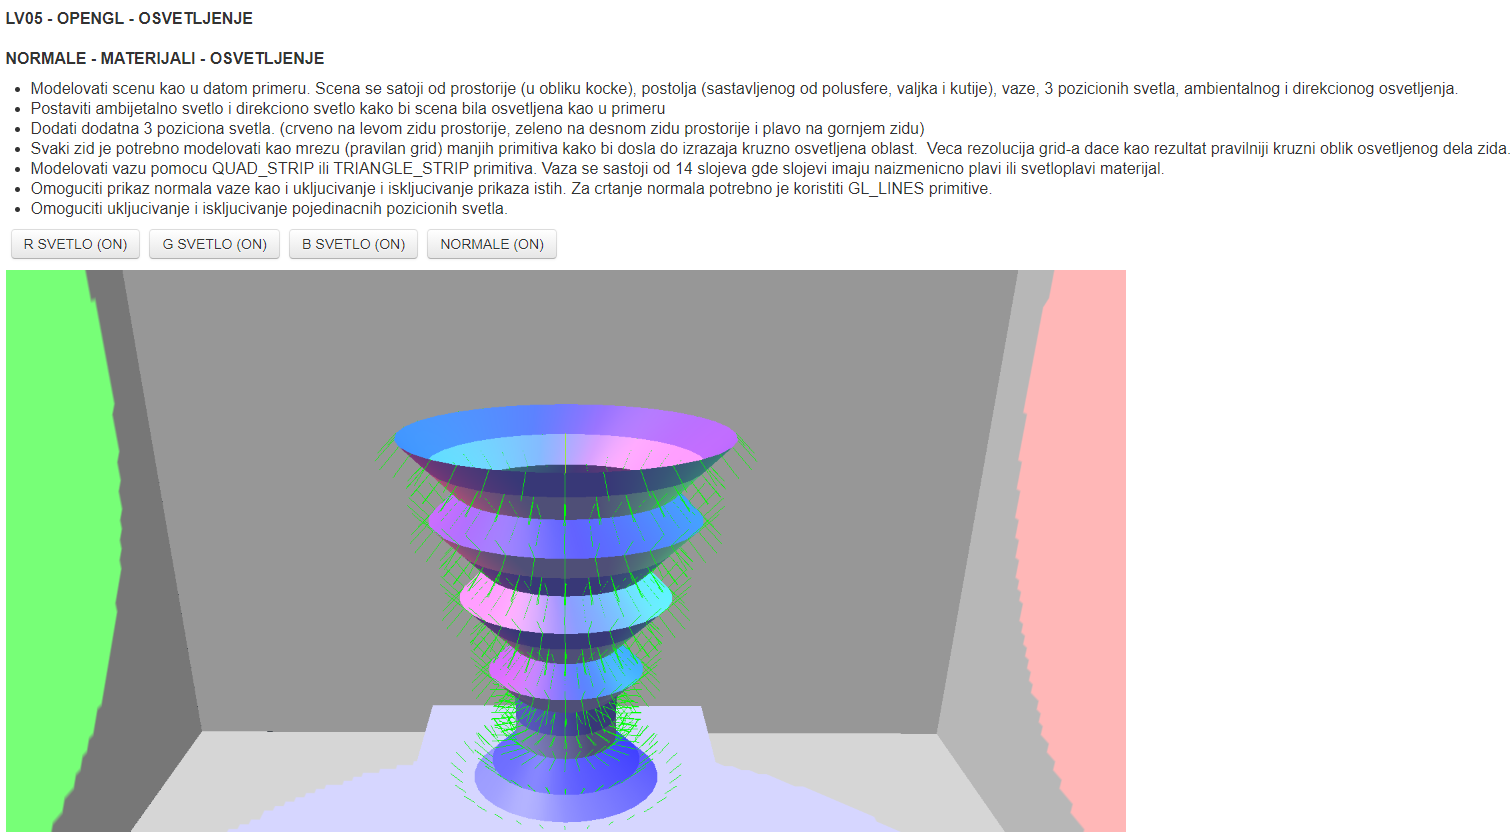 LV05 - OPENGL - OSVETLJENJE
NORMALE - MATERIJALI - OSVETLJENJE
Modelovati scenu kao u datom primeru. Scena se satoji od prostorije (u obliku kocke), postolja (sastavljenog od polusfere, valjka i kutije), vaze, 3 pozicionih svetla, ambientalnog i direkcionog osvetljenja.
Postaviti ambijetalno svetlo i direkciono svetlo kako bi scena bila osvetljena kao u primeru
Dodati dodatna 3 poziciona svetla. (crveno na levom zidu prostorije, zeleno na desnom zidu prostorije i plavo na gornjem zidu)
Svaki zid je potrebno modelovati kao mrezu (pravilan grid) manjih primitiva kako bi dosla do izrazaja kruzno osvetljena oblast. Veca rezolucija grid-a dace kao rezultat pravilniji kruzni oblik osvetljenog dela zida.
Modelovati vazu pomocu QUAD_STRIP ili TRIANGLE_STRIP primitiva. Vaza se sastoji od 14 slojeva gde slojevi imaju naizmenicno plavi ili svetloplavi materijal.
Omoguciti prikaz normala vaze kao i ukljucivanje i iskljucivanje prikaza istih. Za crtanje normala potrebno je koristiti GL_LINES primitive.
Omoguciti ukljucivanje i iskljucivanje pojedinacnih pozicionih svetla.
R SVETLO (ON) G SVETLO (ON) B SVETLO (ON) NORMALE (ON)